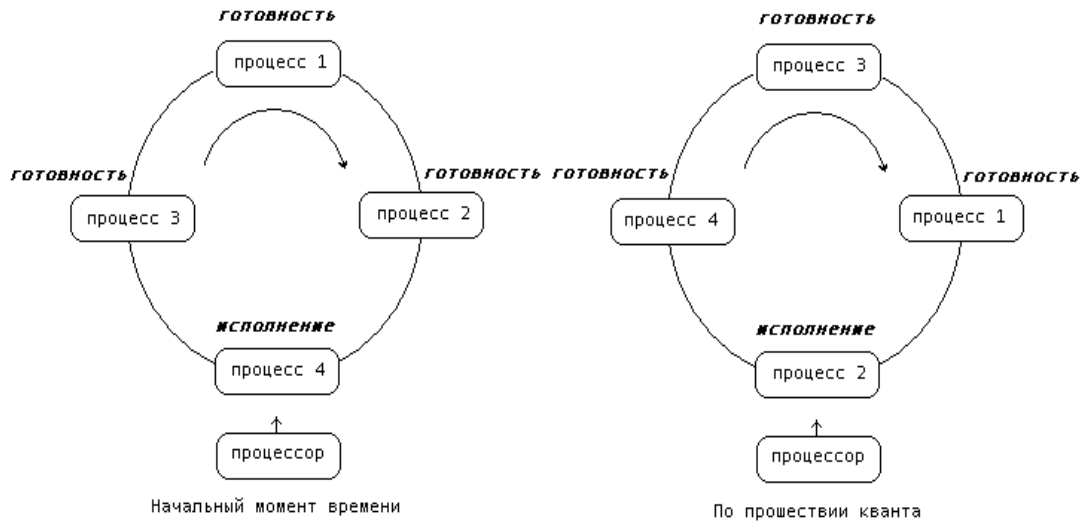 готовность
процесс 1
готовность
процесс 3
готовность
процесс 2
исполнение
процесс 4
процессор
Начальный момент времени
готовность
процесс 3
готовность
процесс 4
готовность
процесс 1
исполнение
процесс 2
процессор
По прошествии кванта